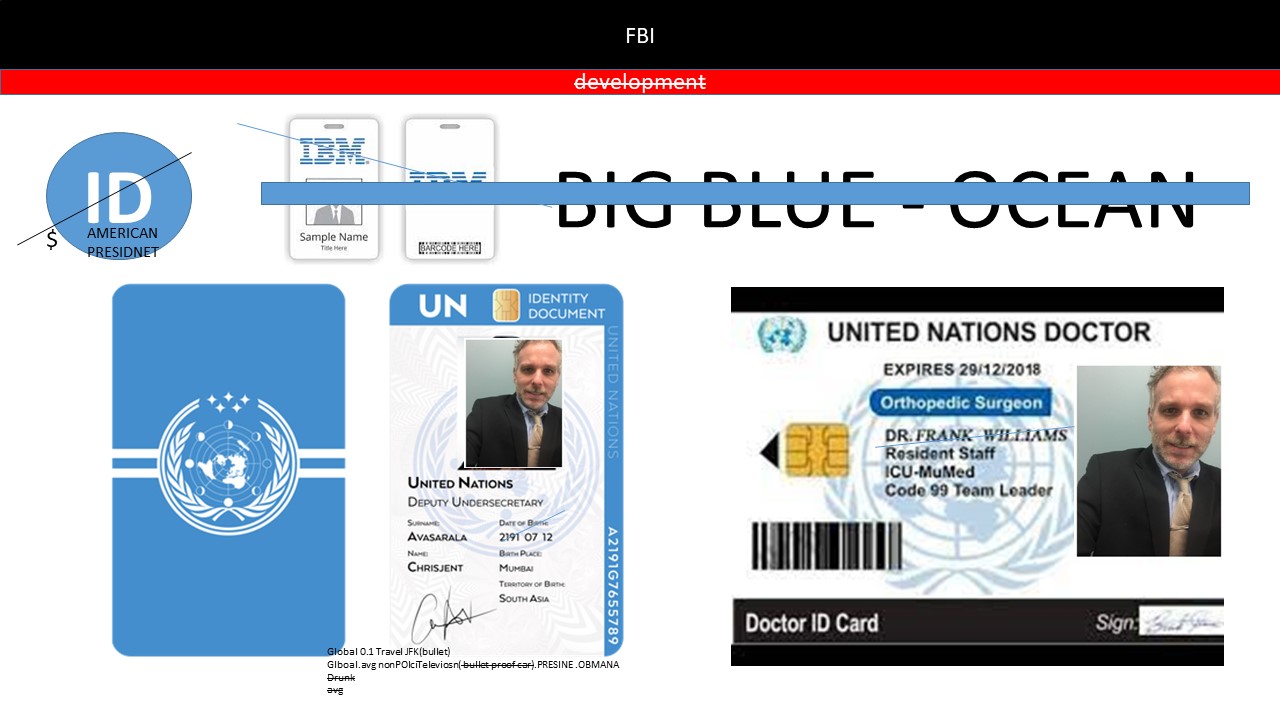 FBI
development
ID
AMERICAN
PRESIDNET
$
IBM
Sample Name
Title Here
IBM
BARCODE HERE
BIG BLUE - OCEAN
UN
IDENTITY
DOCUMENT
UNITED NATIONS
UNITED NATIONS
DEPUTY UNDERSECRETARY
SURNAME:
AVASARALA
DATE OF BIRTH:
2191 07 12
NAME:
CHRISJENT
BIRTH PLACE:
MUMBAI
TERRITORY OF BIRTH:
SOUTH ASIA
A2191G7655789
Global 0.1 Travel JFK(bullet)
Glboal.avg nonPOlciTeleviosn( bullet proof car).PRESINE .OBMANA
Drunk
avg
UNITED NATIONS DOCTOR
EXPIRES 29/12/2018
Orthopedic Surgeon
DR. FRANK WILLIAMS
Resident Staff
ICU-MuMed
Code 99 Team Leader
Doctor ID Card
Sign: